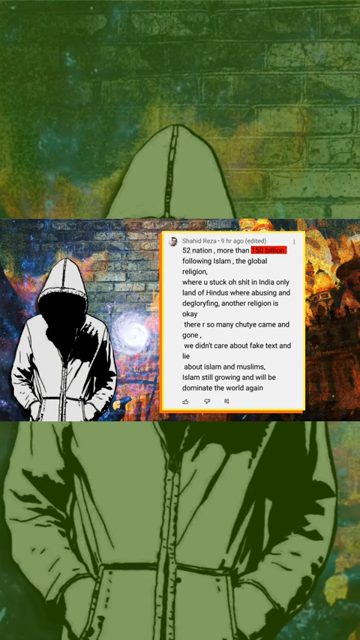 Shahid Reza • 9 hr ago (edited)
52 nation , more than 150 billion,
following Islam , the global
religion,
where u stuck oh shit in India only
land of Hindus where abusing and
degloryfing, another religion is
okay
there r so many chutye came and
gone ,
we didn't care about fake text and
lie
about islam and muslims,
Islam still growing and will be
dominate the world again